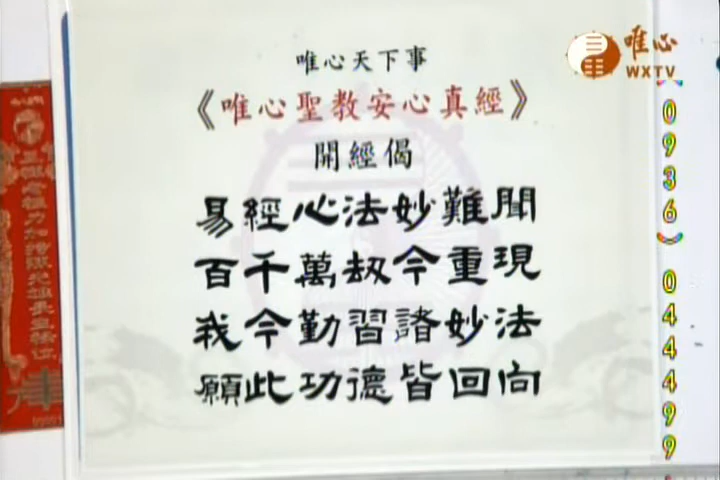 唯心天下事
《唯心聖教安心真經》
開經偈
易經心法妙難聞
百千萬劫今重現
我今勤習諸妙法
願此功德皆回向
唯心
WXTV
(0936)044499